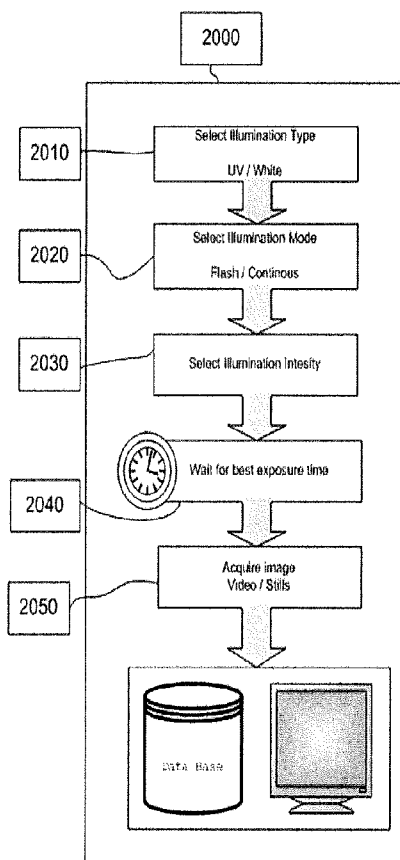 2000
2010
Select Illumination Type
UV / White
2020
Select Illumination Mode
Flash / Continous
2030
Select Illumination Intesity
Wait for best exposure time
2040
Acquire image
Video / Stills
2050
Data Base